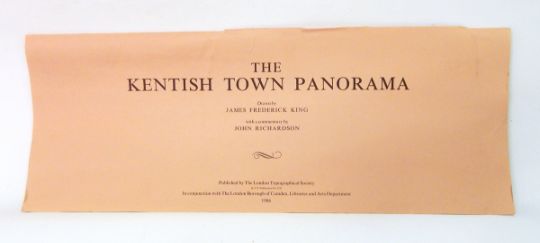 THE
KENTISH TOWN PANORAMA
Drawn by
JAMES FREDERICK KING
with a commentary by
JOHN RICHARDSON
Published by The London Topographical Society
In conjunction with The London Borough of Camden, Libraries and Arts Department
1986